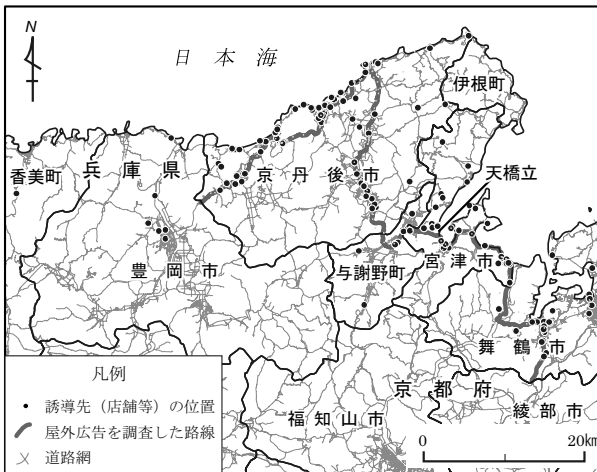 N
日本海
伊根町
天橋立
香美町
兵庫県
京丹後市
豊岡市
与謝野町
宮津市
舞鶴市
京都府
福知山市
綾部市
凡例
誘導先（店舗等）の位置
屋外広告を調査した路線
道路網
0 20km